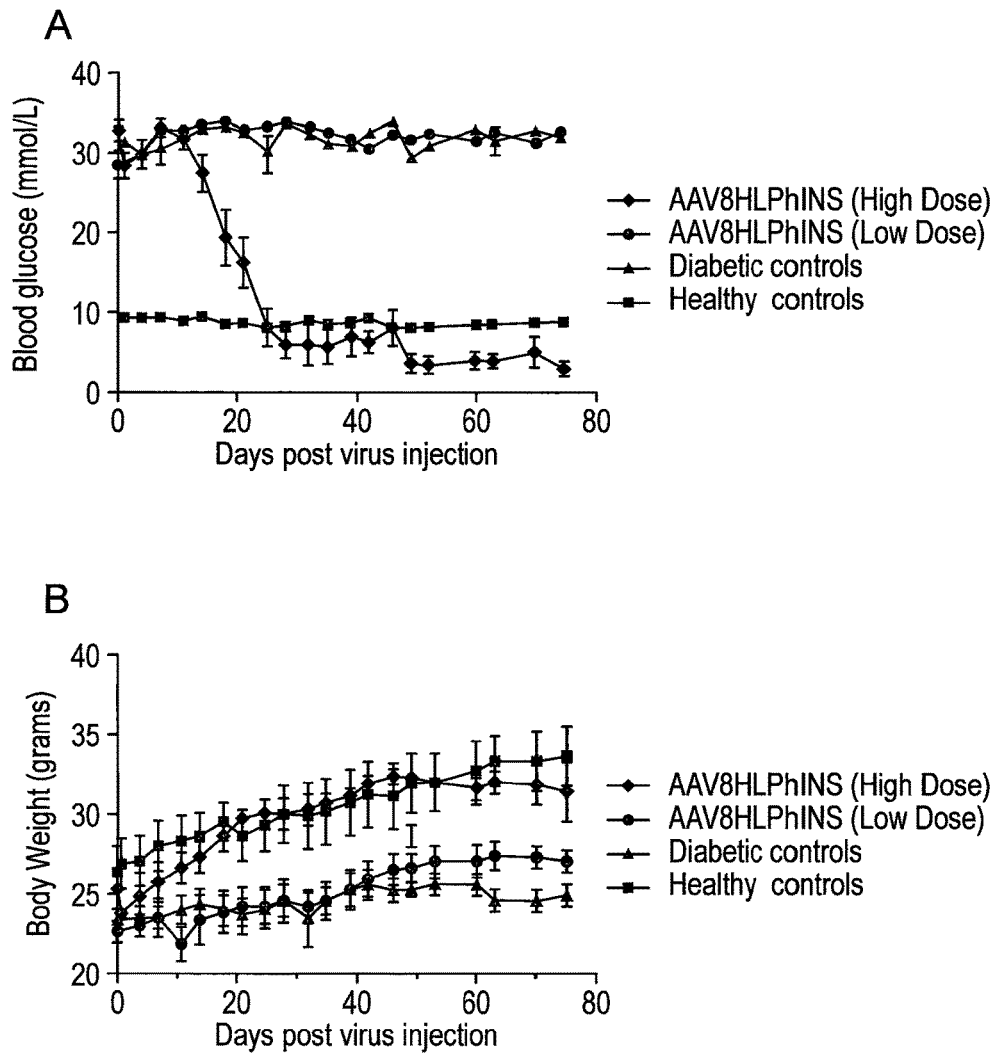 A
Blood glucose (mmol/L)
40
30
20
10
0
0 20 40 60 80
Days post virus injection
AAV8HLPhINS (High Dose)
AAV8HLPhINS (Low Dose)
Diabetic controls
Healthy controls
B
Body Weight (grams)
40
35
30
25
20
0 20 40 60 80
Days post virus injection
AAV8HLPhINS (High Dose)
AAV8HLPhINS (Low Dose)
Diabetic controls
Healthy controls